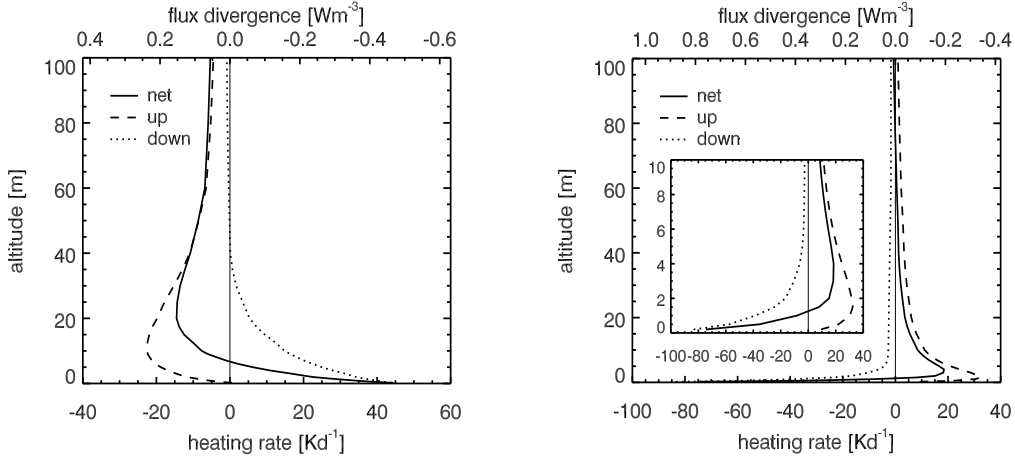 flux divergence [Wm-3]
0.4 0.2 0.0 -0.2 -0.4 -0.6
100
80
60
40
20
0
altitude [m]
net
up
down
-40 -20 0 20 40 60
heating rate [Kd-1]
flux divergence [Wm-3]
1.0 0.8 0.6 0.4 0.2 0.0 -0.2 -0.4
100
80
60
40
20
0
altitude [m]
net
up
down
10
8
6
4
2
0
-100 -80 -60 -40 -20 0 20 40
-100 -80 -60 -40 -20 0 20 40
heating rate [Kd-1]